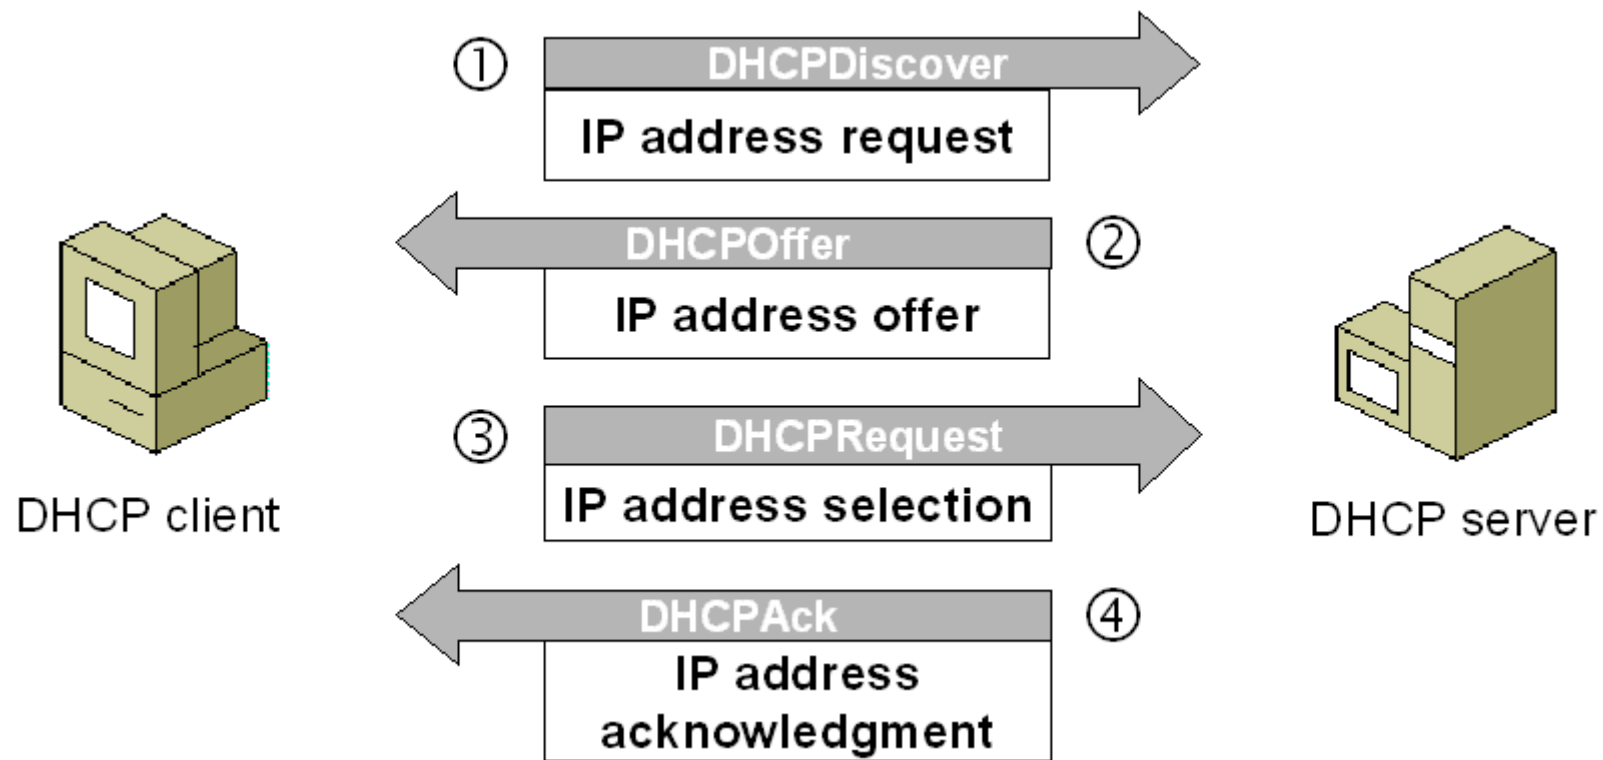 ① DHCPDiscover
IP address request
DHCPOffer ②
IP address offer
③ DHCPRequest
IP address selection
DHCP client
DHCP server
DHCPAck ④
IP address
acknowledgment